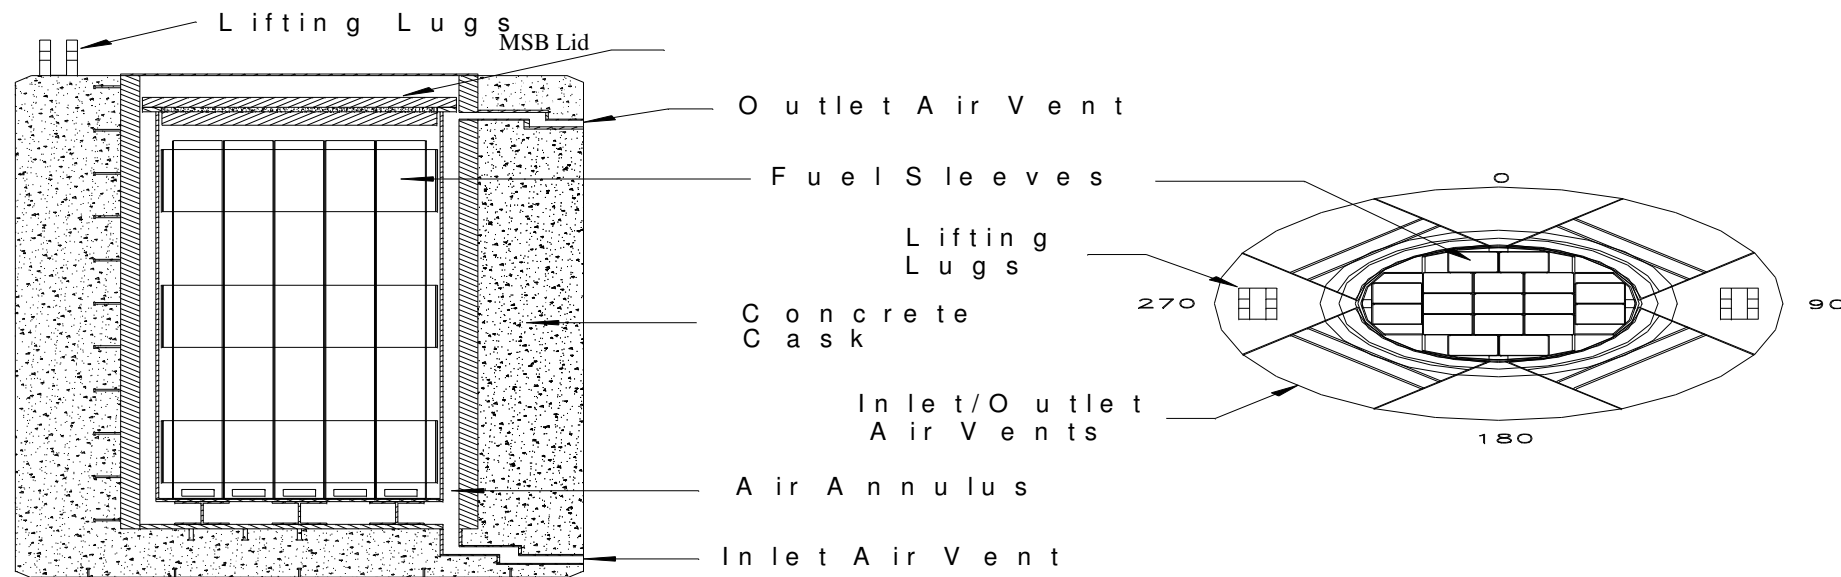 Lifting Lugs
MSB Lid
Outlet Air Vent
Fuel Sleeves
Lifting
Lugs
Concrete
Cask
Inlet/Outlet
Air Vents
Air Annulus
Inlet Air Vent
0
270
90
180